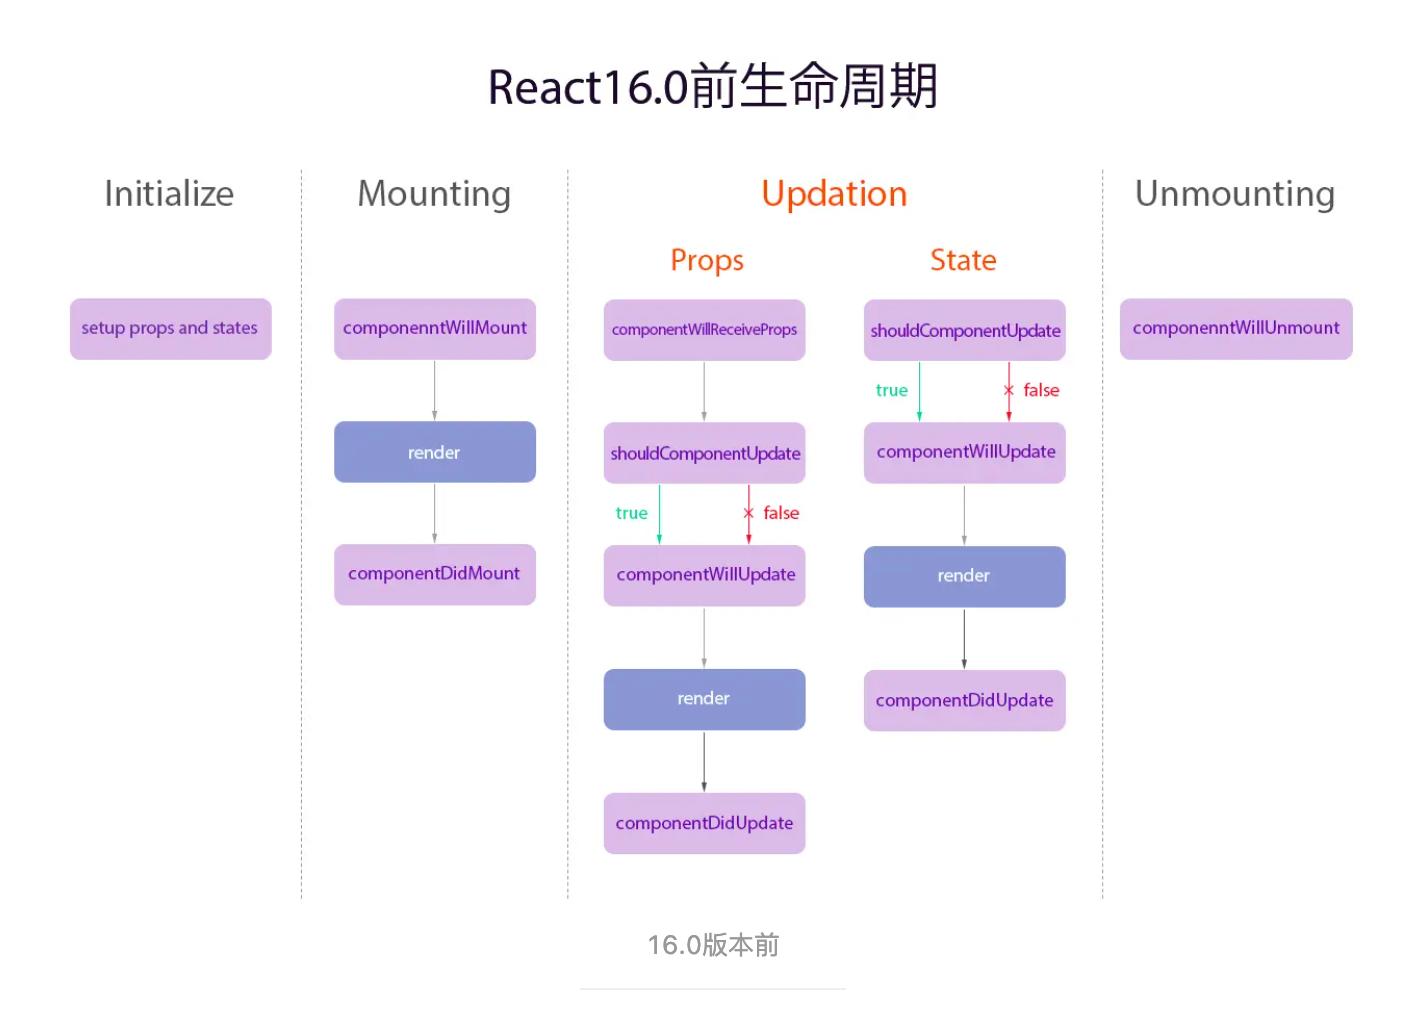 React16.0前生命周期
Initialize
Mounting
Updation
Unmounting
Props
State
setup props and states
componenntWillMount
render
componentDidMount
componentWillReceiveProps
shouldComponentUpdate
true
false
componentWillUpdate
render
componentDidUpdate
shouldComponentUpdate
true
false
componentWillUpdate
render
componentDidUpdate
componenntWillUnmount
16.0版本前